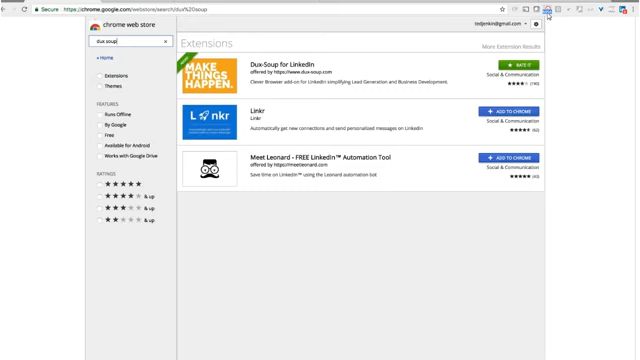 Secure https://chrome.google.com/webstore/search/dux%20soup
chrome web store
tedjenkin@gmail.com
dux soup
« Home
Extensions
Themes
FEATURES
Runs Offline
By Google
Free
Available for Android
Works with Google Drive
RATINGS
& up
& up
& up
Extensions
More Extension Results
MAKE
THINGS
HAPPEN.
Dux-Soup for LinkedIn
offered by https://www.dux-soup.com
Clever Browser add-on for LinkedIn simplifying Lead Generation and Business Development.
RATE IT
Social & Communication
(190)
Linkr
Linkr
Linkr
Automatically get new connections and send personalized messages on LinkedIn
ADD TO CHROME
Social & Communication
Meet Leonard - FREE LinkedIn™ Automation Tool
offered by https://meetleonard.com
Save time on LinkedIn™ using the Leonard automation bot
ADD TO CHROME
Social & Communication